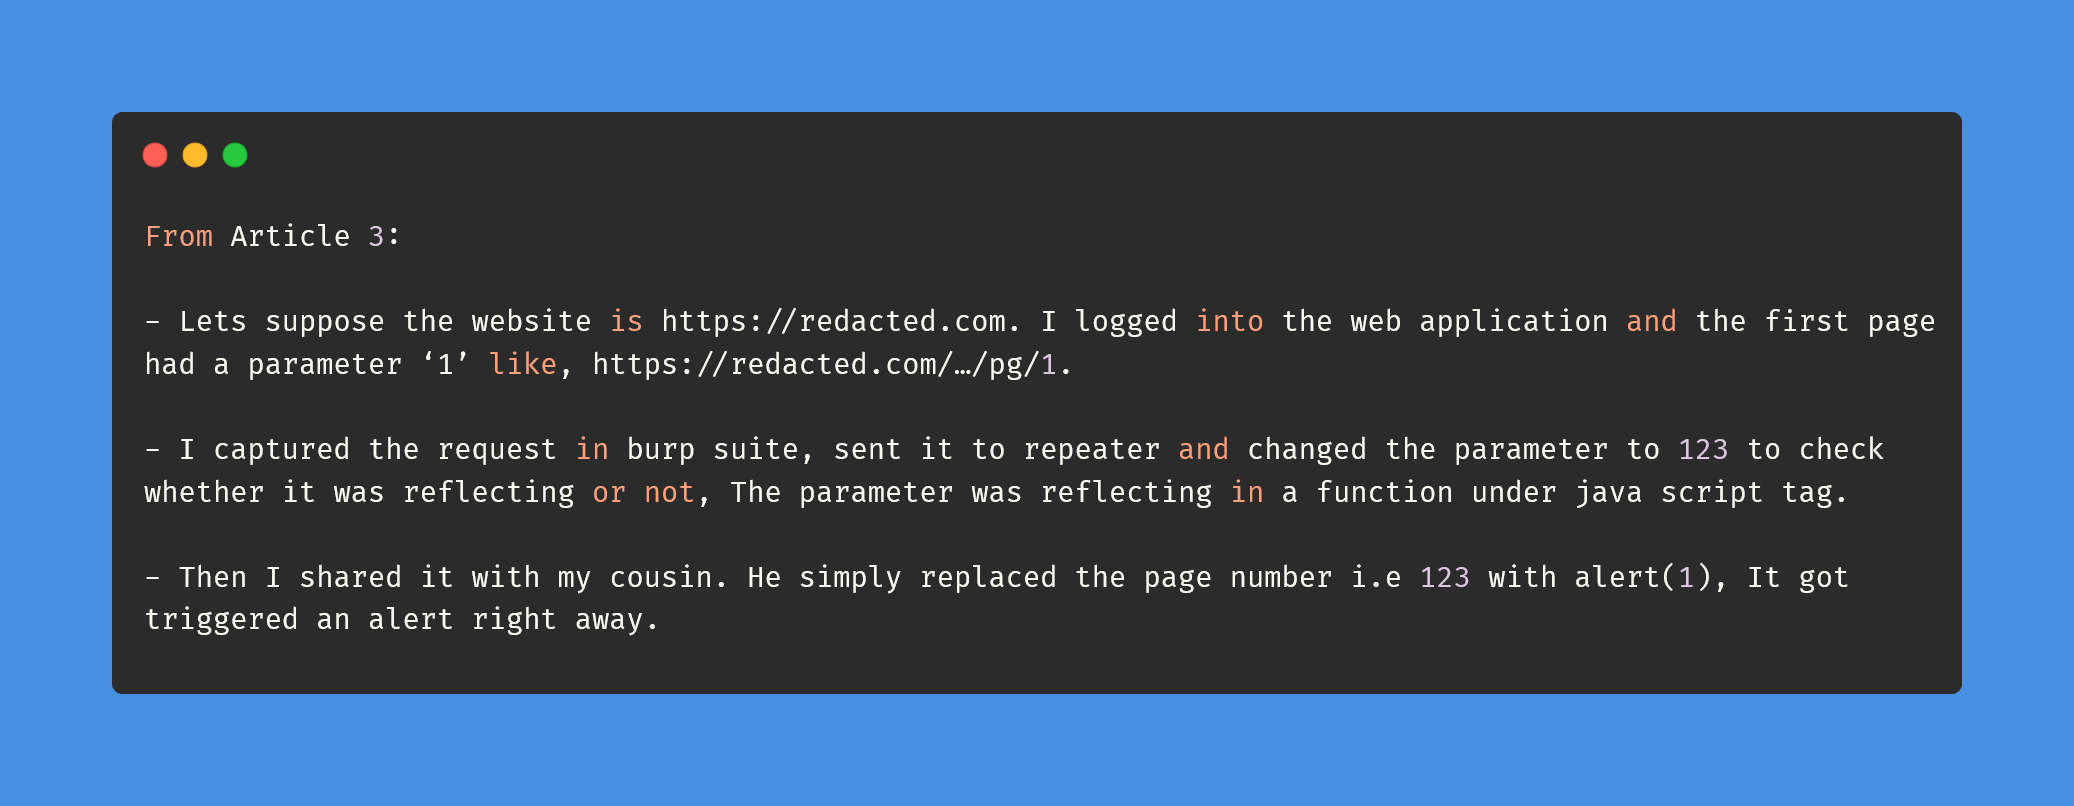 From Article 3:
- Lets suppose the website is https://redacted.com. I logged into the web application and the first page
had a parameter ‘1’ like, https://redacted.com/…/pg/1.
- I captured the request in burp suite, sent it to repeater and changed the parameter to 123 to check
whether it was reflecting or not, The parameter was reflecting in a function under java script tag.
- Then I shared it with my cousin. He simply replaced the page number i.e 123 with alert(1), It got
triggered an alert right away.